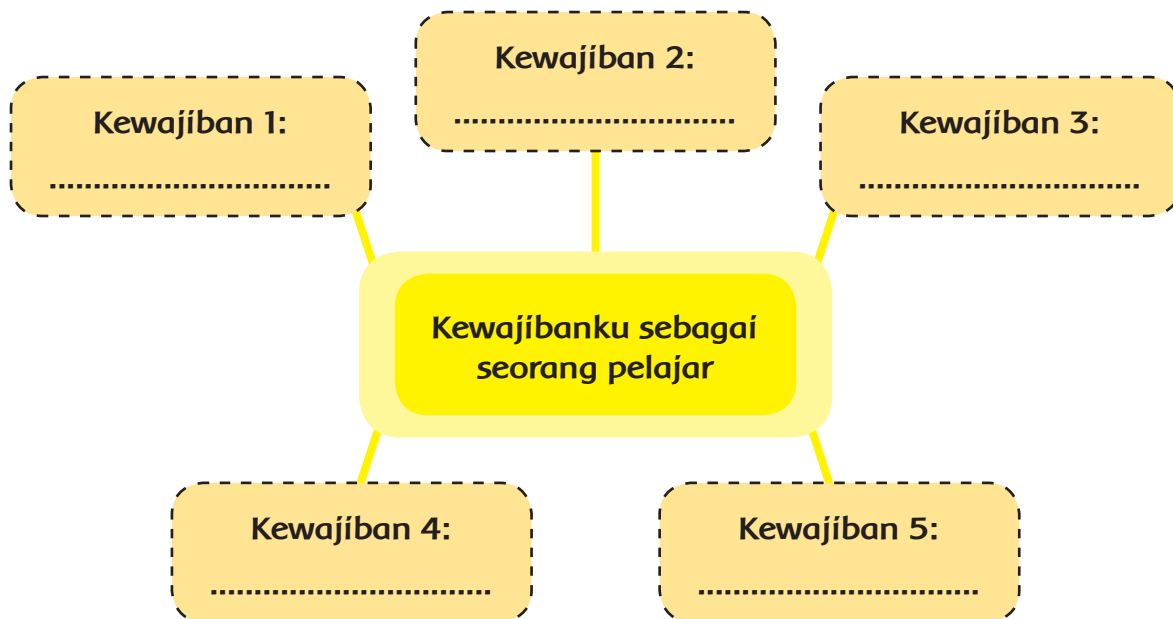 Kewajiban 1:
................................
Kewajiban 2:
................................
Kewajiban 3:
................................
Kewajibanku sebagai
seorang pelajar
Kewajiban 4:
................................
Kewajiban 5:
................................